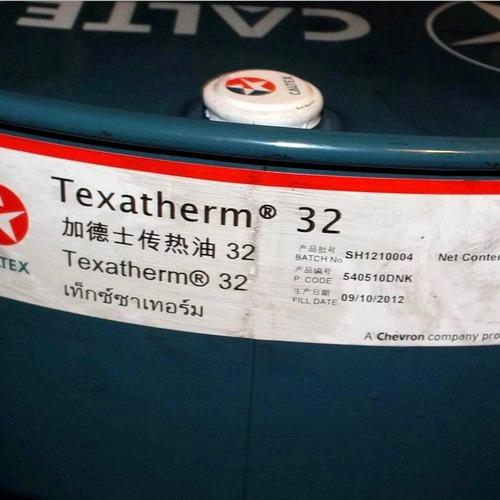 CALTEX
CALTEX
Texatherm® 32
加德士传热油 32
Texatherm® 32
เท็กซ์ซาเทอร์ม
产品批号
BATCH No SH1210004
Net Conten
产品编号
P CODE 540510DNK
生产日期
FILL DATE 09/10/2012
A Chevron company pro
TEX